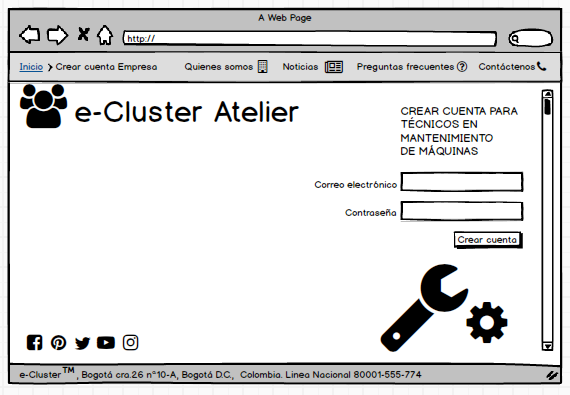 A Web Page
http://
Inicio Crear cuenta Empresa Quienes somos Noticias Preguntas frecuentes Contáctenos
e-Cluster Atelier
CREAR CUENTA PARA
TÉCNICOS EN
MANTENIMIENTO
DE MÁQUINAS
Correo electrónico
Contraseña
Crear cuenta
e-Cluster™, Bogotá cra.26 n°10-A, Bogotá D.C., Colombia. Linea Nacional 80001-555-774